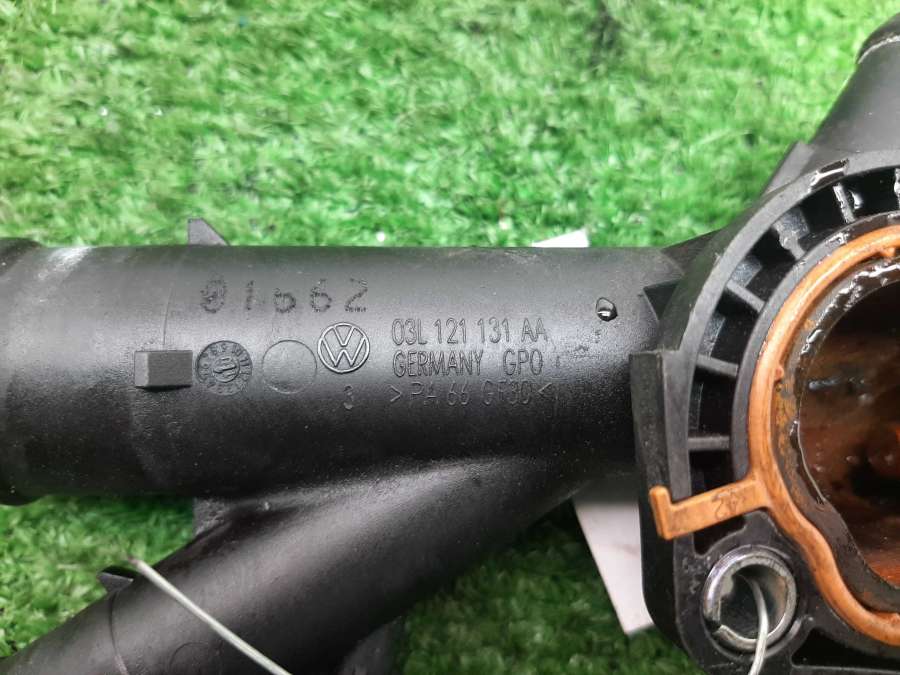 01662
03L 121 131 AA
GERMANY GPO
3 >PA 66 GF30<